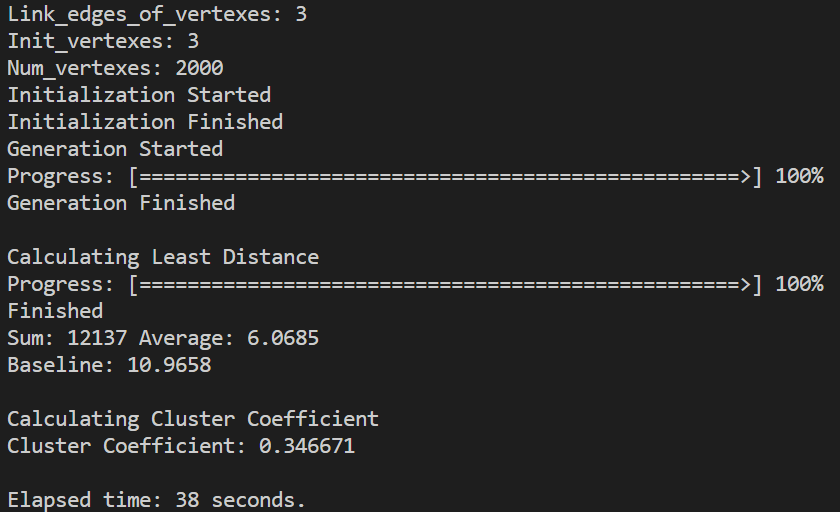 Link_edges_of_vertexes: 3
Init_vertexes: 3
Num_vertexes: 2000
Initialization Started
Initialization Finished
Generation Started
Progress: [==================================================>] 100%
Generation Finished
Calculating Least Distance
Progress: [==================================================>] 100%
Finished
Sum: 12137 Average: 6.0685
Baseline: 10.9658
Calculating Cluster Coefficient
Cluster Coefficient: 0.346671
Elapsed time: 38 seconds.